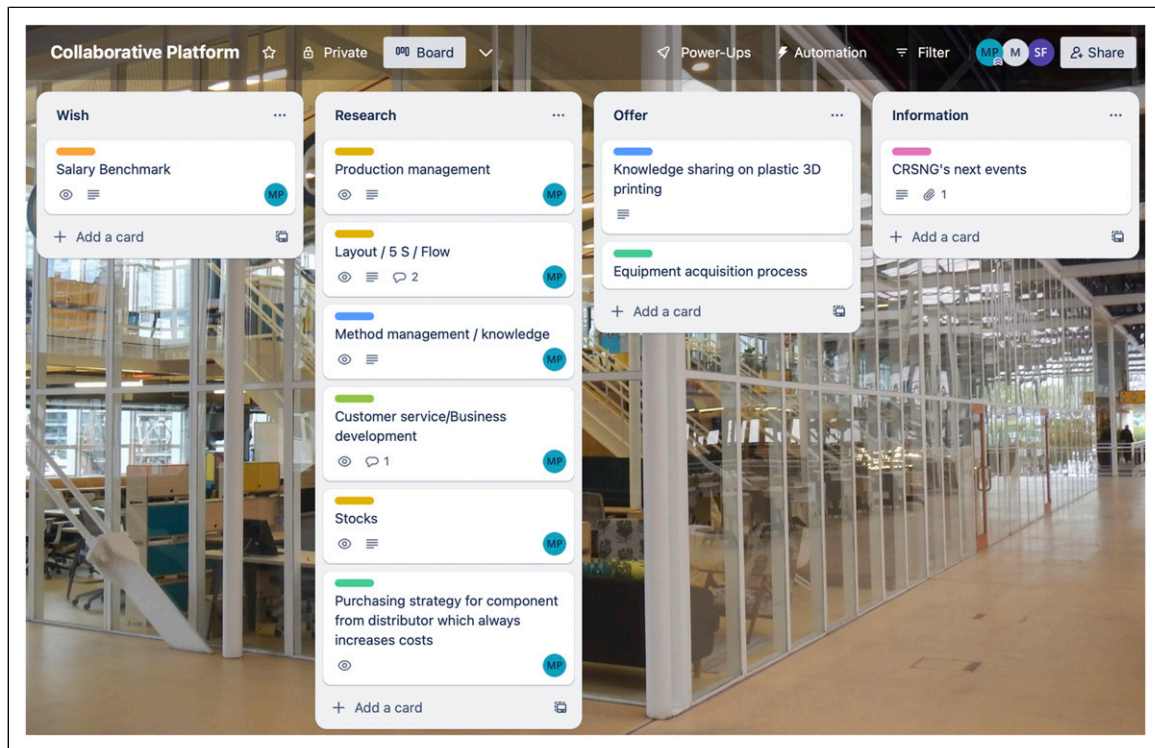 Collaborative Platform
Private
Board
Power-Ups
Automation
Filter
MP
M
SF
Share
Wish
Salary Benchmark
MP
+ Add a card
Research
Production management
MP
Layout / 5 S / Flow
2
MP
Method management / knowledge
MP
Customer service/Business
development
1
MP
Stocks
MP
Purchasing strategy for component
from distributor which always
increases costs
MP
+ Add a card
Offer
Knowledge sharing on plastic 3D
printing
Equipment acquisition process
+ Add a card
Information
CRSNG's next events
1
+ Add a card